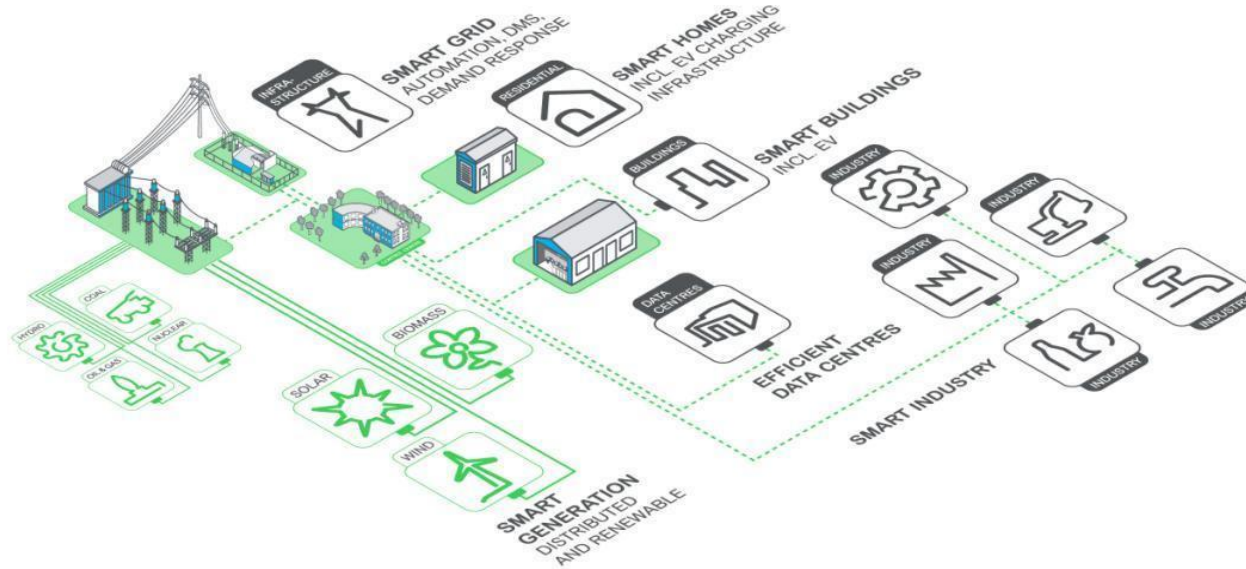 INFRA-
STRUCTURE
SMART GRID
AUTOMATION, DMS,
DEMAND RESPONSE
RESIDENTIAL
SMART HOMES
INCL. EV CHARGING
INFRASTRUCTURE
BUILDINGS
SMART BUILDINGS
INCL. EV
INDUSTRY
INDUSTRY
INDUSTRY
INDUSTRY
INDUSTRY
SMART INDUSTRY
DATA
CENTRES
EFFICIENT
DATA CENTRES
COAL
HYDRO
NUCLEAR
OIL & GAS
BIOMASS
SOLAR
WIND
SMART
GENERATION
DISTRIBUTED
AND RENEWABLE